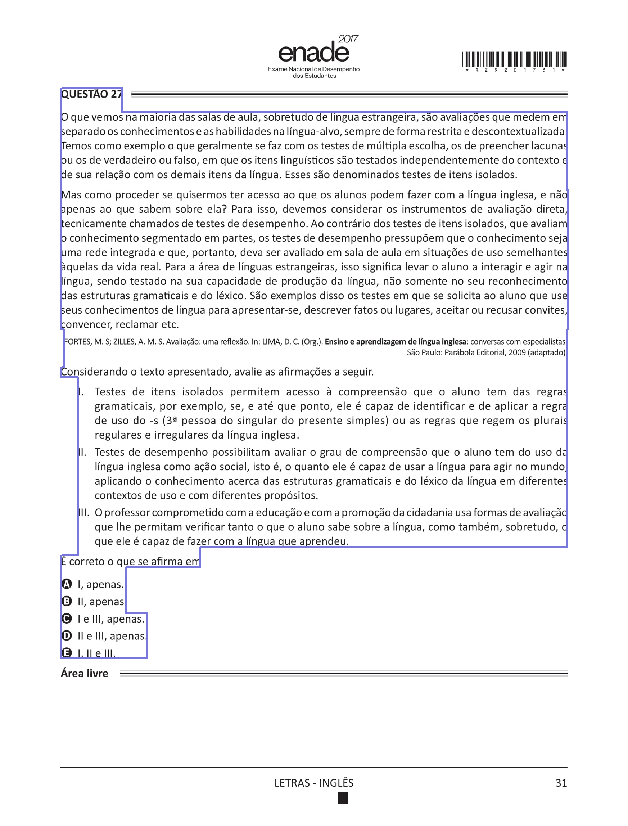 enade 2017
Exame Nacional de Desempenho
dos Estudantes
*R2320173 1*
QUESTÃO 27
O que vemos na maioria das salas de aula, sobretudo de língua estrangeira, são avaliações que medem em
separado os conhecimentos e as habilidades na língua-alvo, sempre de forma restrita e descontextualizada.
Temos como exemplo o que geralmente se faz com os testes de múltipla escolha, os de preencher lacunas
ou os de verdadeiro ou falso, em que os itens linguísticos são testados independentemente do contexto e
de sua relação com os demais itens da língua. Esses são denominados testes de itens isolados.
Mas como proceder se quisermos ter acesso ao que os alunos podem fazer com a língua inglesa, e não
apenas ao que sabem sobre ela? Para isso, devemos considerar os instrumentos de avaliação direta,
tecnicamente chamados de testes de desempenho. Ao contrário dos testes de itens isolados, que avaliam
o conhecimento segmentado em partes, os testes de desempenho pressupõem que o conhecimento seja
uma rede integrada e que, portanto, deva ser avaliado em sala de aula em situações de uso semelhantes
àquelas da vida real. Para a área de línguas estrangeiras, isso significa levar o aluno a interagir e agir na
língua, sendo testado na sua capacidade de produção da língua, não somente no seu reconhecimento
das estruturas gramaticais e do léxico. São exemplos disso os testes em que se solicita ao aluno que use
seus conhecimentos de língua para apresentar-se, descrever fatos ou lugares, aceitar ou recusar convites,
convencer, reclamar etc.
FORTES, M. S; ZILLES, A. M. S. Avaliação: uma reflexão. In: LIMA, D. C. (Org.). Ensino e aprendizagem de língua inglesa: conversas com especialistas.
São Paulo: Parábola Editorial, 2009 (adaptado).
Considerando o texto apresentado, avalie as afirmações a seguir.
I. Testes de itens isolados permitem acesso à compreensão que o aluno tem das regras
gramaticais, por exemplo, se, e até que ponto, ele é capaz de identificar e de aplicar a regra
de uso do -s (3ª pessoa do singular do presente simples) ou as regras que regem os plurais
regulares e irregulares da língua inglesa.
II. Testes de desempenho possibilitam avaliar o grau de compreensão que o aluno tem do uso da
língua inglesa como ação social, isto é, o quanto ele é capaz de usar a língua para agir no mundo,
aplicando o conhecimento acerca das estruturas gramaticais e do léxico da língua em diferentes
contextos de uso e com diferentes propósitos.
III. O professor comprometido com a educação e com a promoção da cidadania usa formas de avaliação
que lhe permitam verificar tanto o que o aluno sabe sobre a língua, como também, sobretudo, o
que ele é capaz de fazer com a língua que aprendeu.
É correto o que se afirma em
A I, apenas.
B II, apenas.
C I e III, apenas.
D II e III, apenas.
E I, II e III.
Área livre
LETRAS - INGLÊS 31